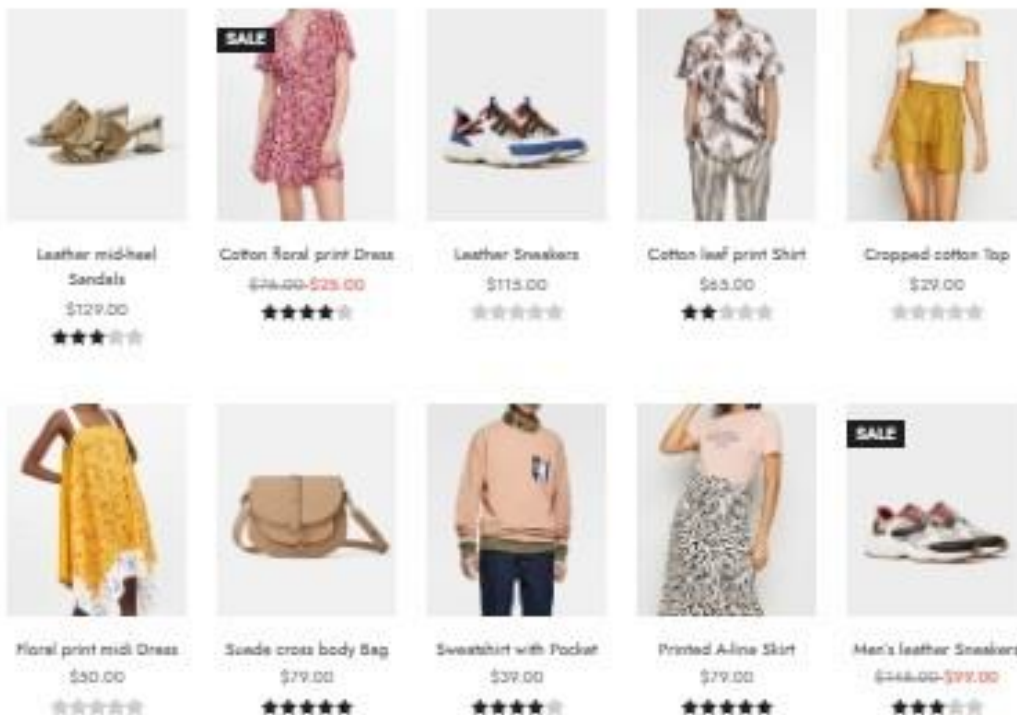 SALE
Leather mid-heel
Sandals
$129.00
Cotton floral print Dress
$76.00 $25.00
Leather Sneakers
$115.00
Cotton leaf print Shirt
$65.00
Cropped cotton Top
$29.00
SALE
Floral print midi Dress
$50.00
Suede cross body Bag
$79.00
Sweatshirt with Pocket
$39.00
Printed A-line Skirt
$79.00
Men's leather Sneakers
$99.00